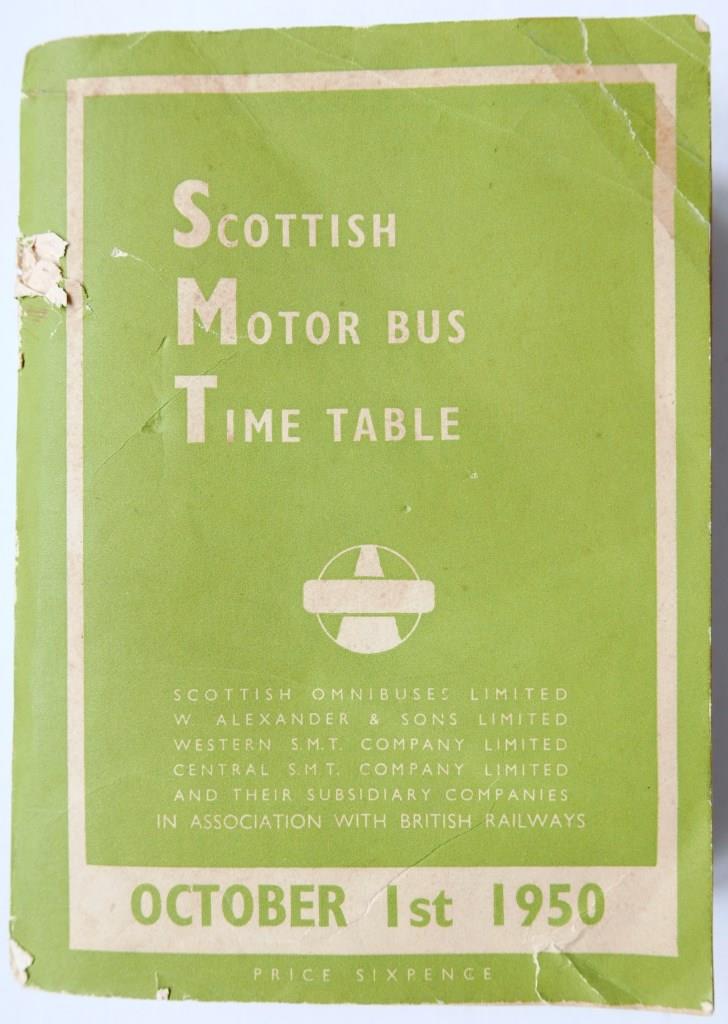 SCOTTISH
MOTOR BUS
TIME TABLE
SCOTTISH OMNIBUSES LIMITED
W. ALEXANDER & SONS LIMITED
WESTERN S.M.T. COMPANY LIMITED
CENTRAL S.M.T. COMPANY LIMITED
AND THEIR SUBSIDIARY COMPANIES
IN ASSOCIATION WITH BRITISH RAILWAYS
OCTOBER 1st 1950
PRICE SIXPENCE